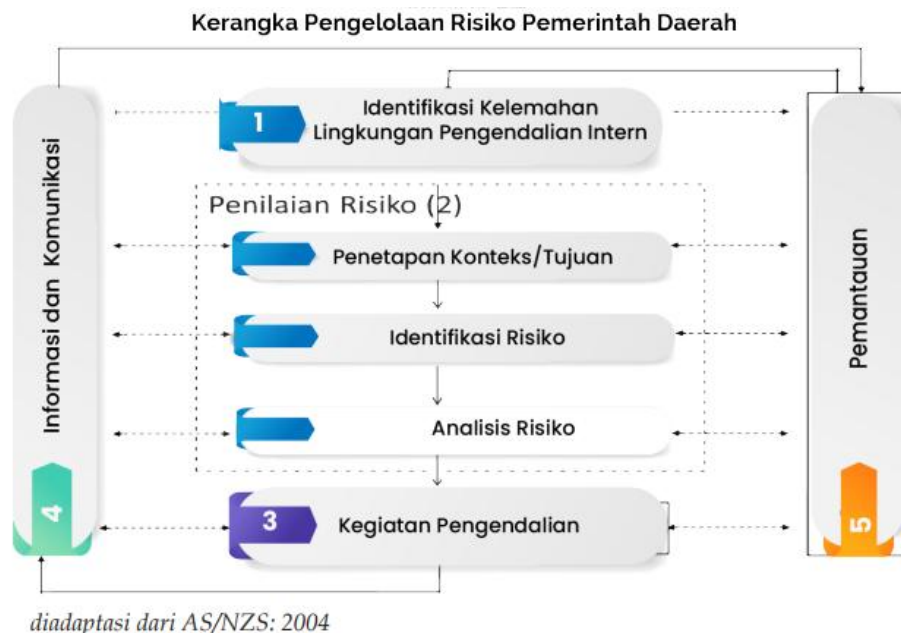 Kerangka Pengelolaan Risiko Pemerintah Daerah
1
Identifikasi Kelemahan
Lingkungan Pengendalian Intern
Penilaian Risiko (2)
Penetapan Konteks/Tujuan
Identifikasi Risiko
Analisis Risiko
3
Kegiatan Pengendalian
Informasi dan Komunikasi
4
Pemantauan
5
diadaptasi dari AS/NZS: 2004